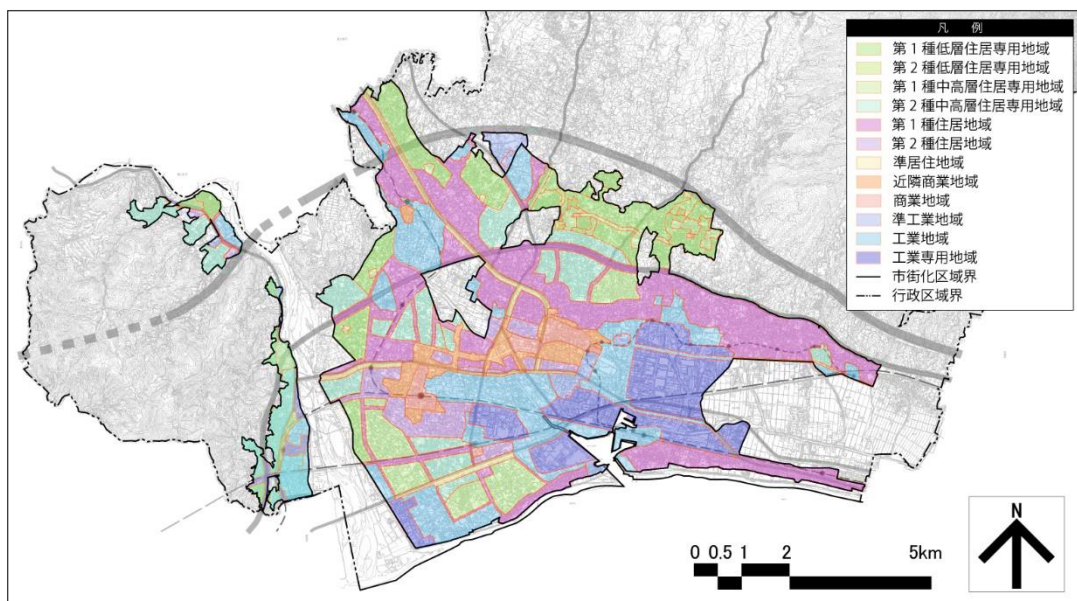 凡　例
第1種低層住居専用地域
第2種低層住居専用地域
第1種中高層住居専用地域
第2種中高層住居専用地域
第1種住居地域
第2種住居地域
準居住地域
近隣商業地域
商業地域
準工業地域
工業地域
工業専用地域
市街化区域界
行政区域界
N
0 0.5 1 2 5km